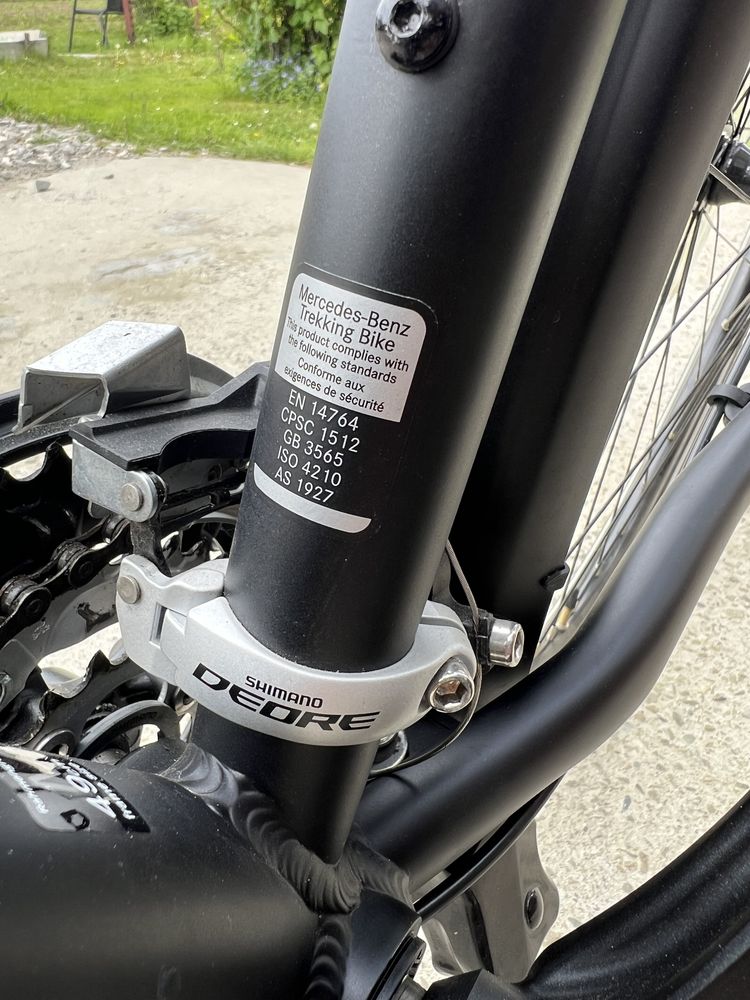 Mercedes-Benz
Trekking Bike
This product complies with
the following standards
Conforme aux
exigences de sécurité
EN 14764
CPSC 1512
GB 3565
ISO 4210
AS 1927
SHIMANO
DEORE